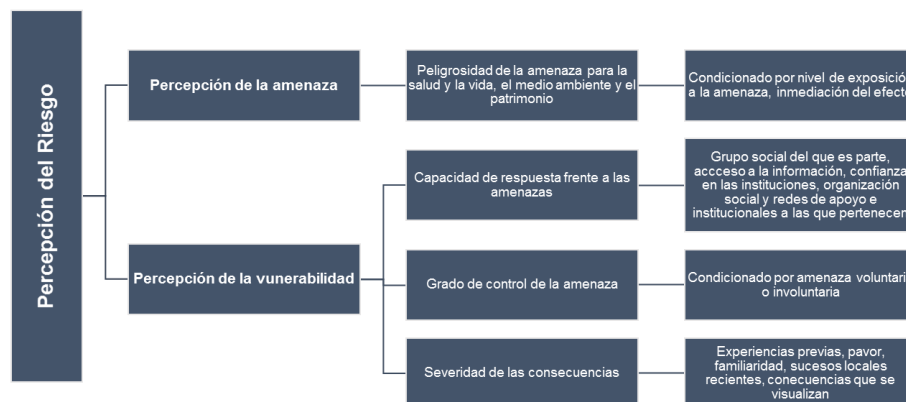 Percepción del Riesgo
Percepción de la amenaza
Peligrosidad de la amenaza para la
salud y la vida, el medio ambiente y el
patrimonio
Condicionado por nivel de exposició
a la amenaza, inmediación del efect
Percepción de la vunerabilidad
Capacidad de respuesta frente a las
amenazas
Grupo social del que es parte,
accceso a la información, confianza
en las instituciones, organización
social y redes de apoyo e
institucionales a las que pertenecen
Grado de control de la amenaza
Condicionado por amenaza voluntari
o involuntaria
Severidad de las consecuencias
Experiencias previas, pavor,
familiaridad, sucesos locales
recientes, conecuencias que se
visualizan